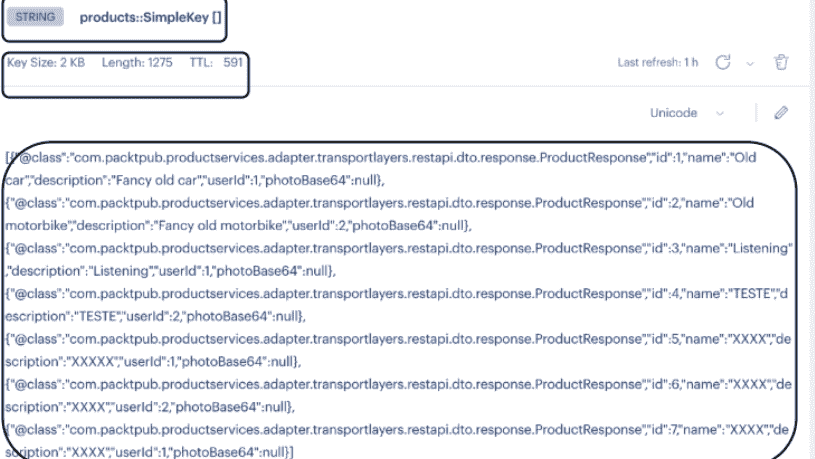 STRING products::SimpleKey []
Key Size: 2 KB Length: 1275 TTL: 591 Last refresh: 1 h
Unicode
[{"@class":"com.packtpub.productservices.adapter.transportlayers.restapi.dto.response.ProductResponse","id":1,"name":"Old
car","description":"Fancy old car","userId":1,"photoBase64":null},
{"@class":"com.packtpub.productservices.adapter.transportlayers.restapi.dto.response.ProductResponse","id":2,"name":"Old
motorbike","description":"Fancy old motorbike","userId":2,"photoBase64":null},
{"@class":"com.packtpub.productservices.adapter.transportlayers.restapi.dto.response.ProductResponse","id":3,"name":"Listening"
,"description":"Listening","userId":1,"photoBase64":null},
{"@class":"com.packtpub.productservices.adapter.transportlayers.restapi.dto.response.ProductResponse","id":4,"name":"TESTE","d
escription":"TESTE","userId":2,"photoBase64":null},
{"@class":"com.packtpub.productservices.adapter.transportlayers.restapi.dto.response.ProductResponse","id":5,"name":"XXXX","de
scription":"XXXXX","userId":1,"photoBase64":null},
{"@class":"com.packtpub.productservices.adapter.transportlayers.restapi.dto.response.ProductResponse","id":6,"name":"XXXX","de
scription":"XXXX","userId":2,"photoBase64":null},
{"@class":"com.packtpub.productservices.adapter.transportlayers.restapi.dto.response.ProductResponse","id":7,"name":"XXXX","de
scription":"XXXX","userId":1,"photoBase64":null}]